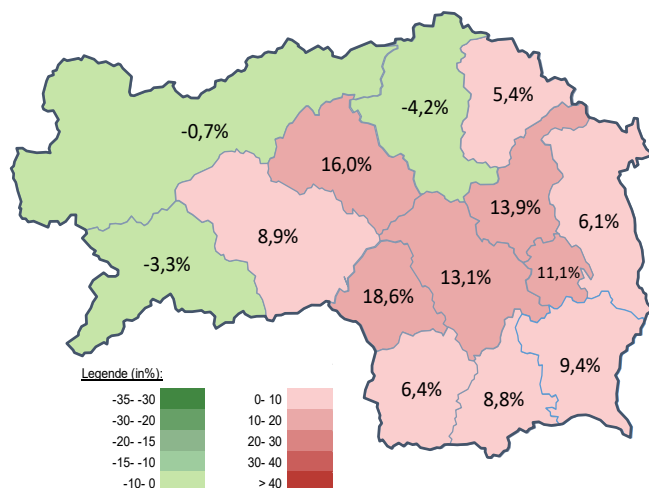 5,4%
-4,2%
-0,7%
16,0%
13,9%
6,1%
8,9%
-3,3%
11,1%
13,1%
18,6%
9,4%
6,4%
8,8%
Legende (in%):
-35- -30 0- 10
-30- -20 10- 20
-20- -15 20- 30
-15- -10 30- 40
-10- 0 > 40